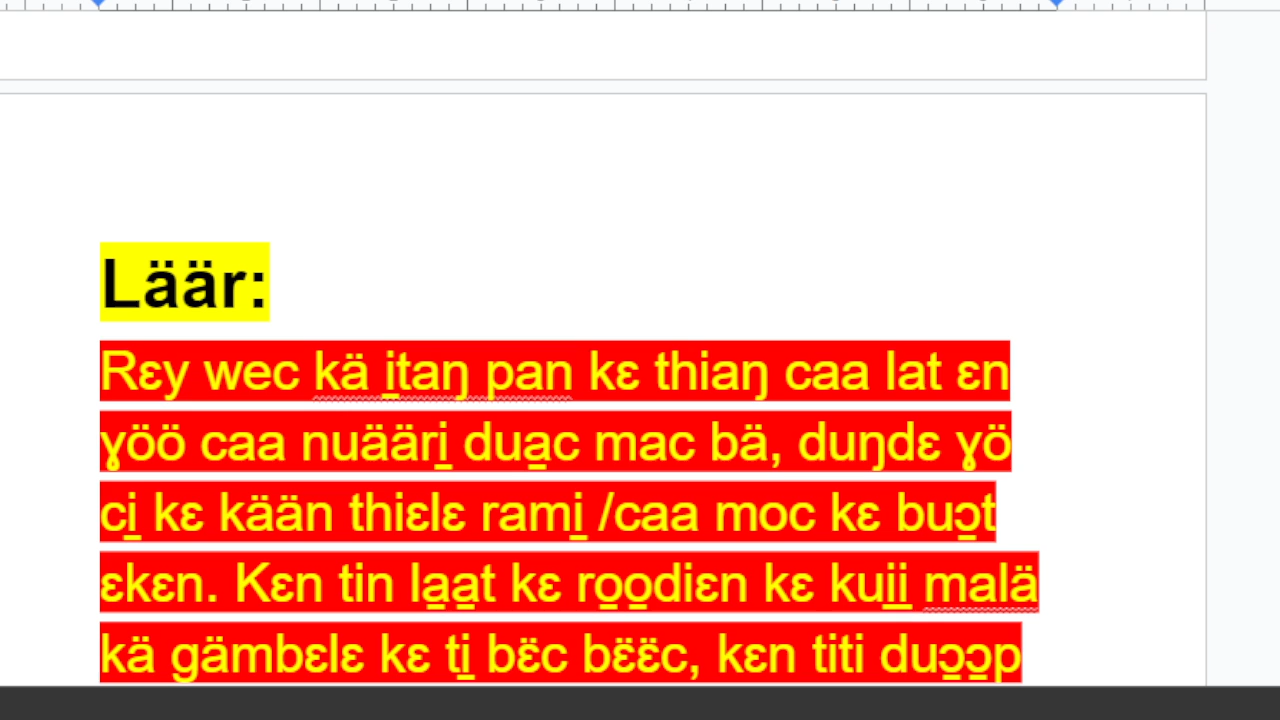 Läär:
Rɛy wec kä i̱taŋ pan kɛ thiaŋ caa lat ɛn
ɣöö caa nuääri̱ dua̱c mac bä, duŋdɛ ɣö
ci̱ kɛ kään thiɛlɛ rami̱ /caa moc kɛ buɔ̱t
ɛkɛn. Kɛn tin la̱a̱t kɛ ro̱o̱diɛn kɛ kui̱i̱ malä
kä gämbɛlɛ kɛ ti̱ bɛ̈c bɛ̈ɛ̈c, kɛn titi duɔ̱ɔ̱p